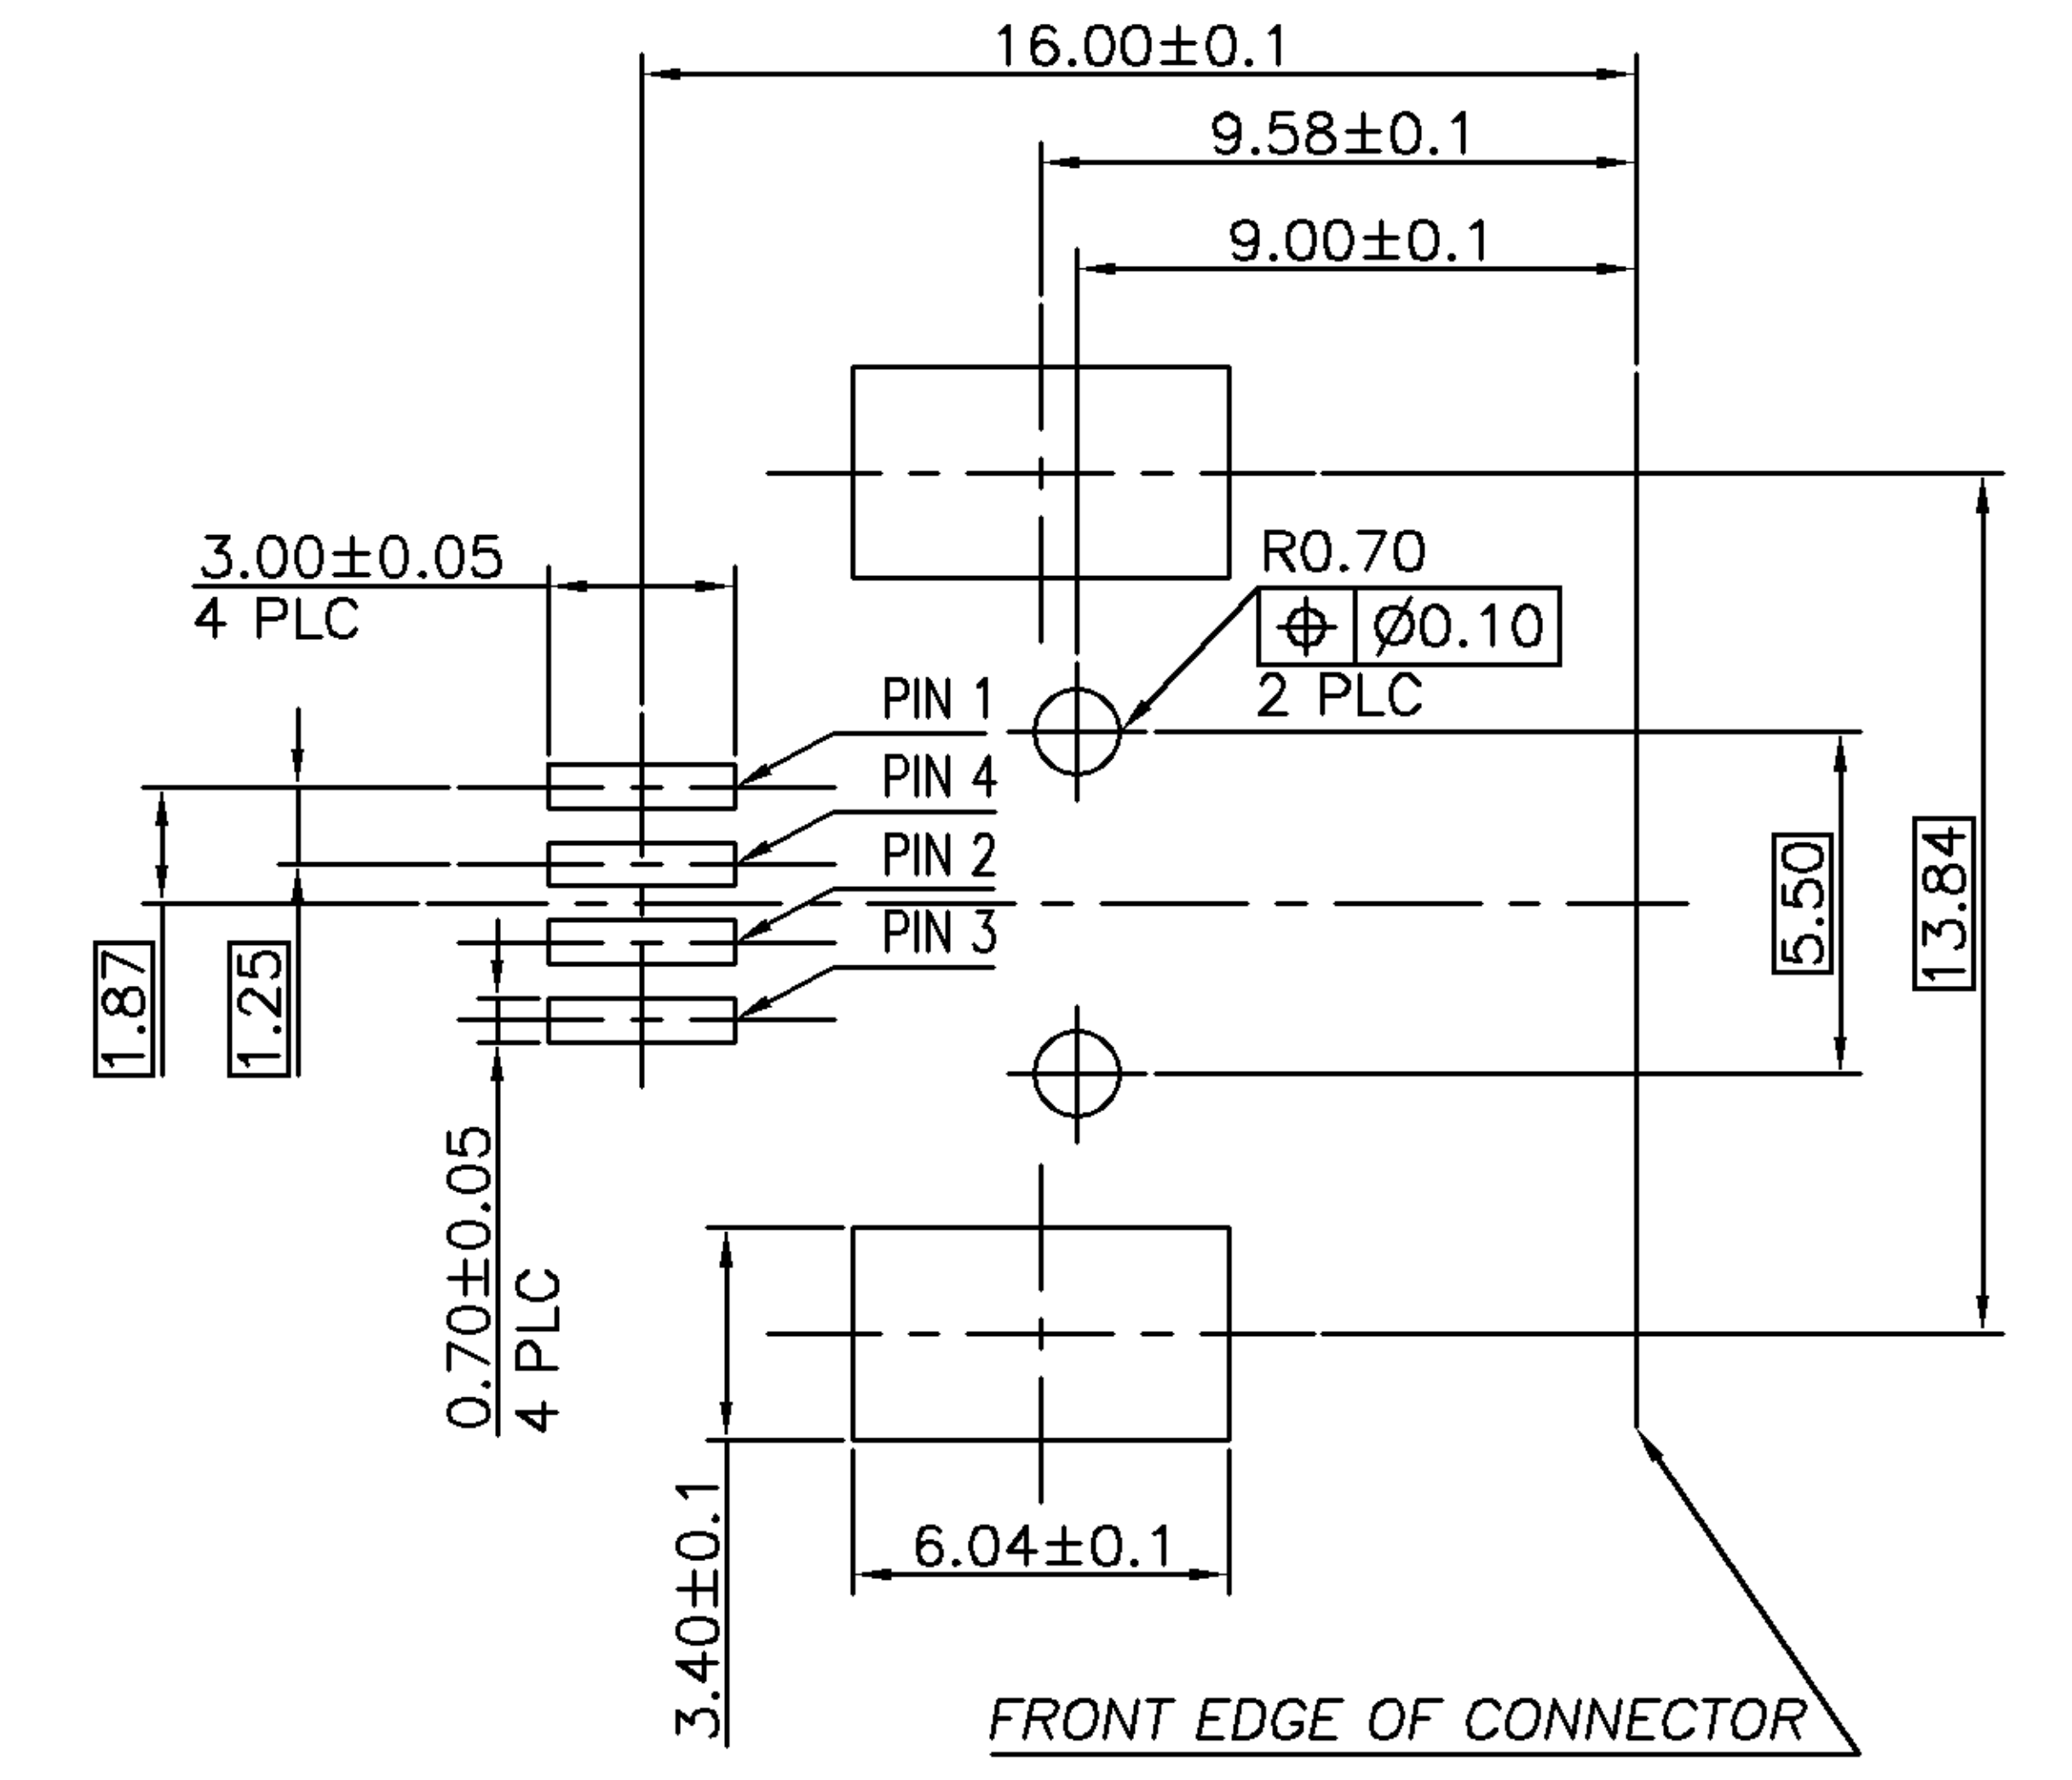 16.00±0.1
9.58±0.1
9.00±0.1
3.00±0.05
4 PLC
R0.70
⌖ Ø0.10
2 PLC
PIN 1
PIN 4
PIN 2
PIN 3
1.87
1.25
5.50
13.84
0.70±0.05
4 PLC
3.40±0.1
6.04±0.1
FRONT EDGE OF CONNECTOR